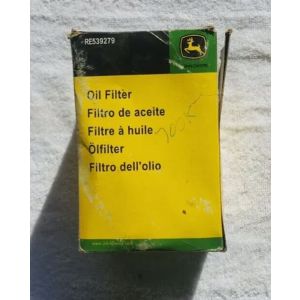 RE539279
JOHN DEERE
Oil Filter
Filtro de aceite
Filtre à huile
Ölfilter
Filtro dell'olio